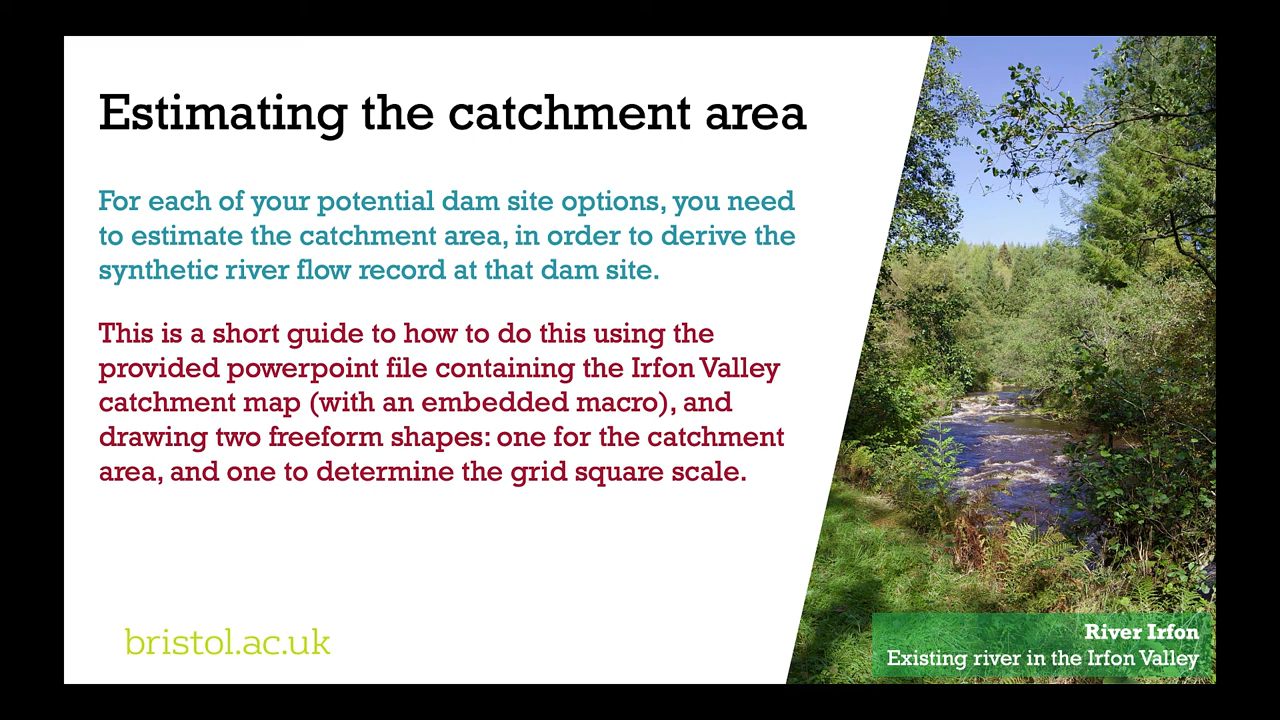 Estimating the catchment area
For each of your potential dam site options, you need
to estimate the catchment area, in order to derive the
synthetic river flow record at that dam site.
This is a short guide to how to do this using the
provided powerpoint file containing the Irfon Valley
catchment map (with an embedded macro), and
drawing two freeform shapes: one for the catchment
area, and one to determine the grid square scale.
bristol.ac.uk
River Irfon
Existing river in the Irfon Valley